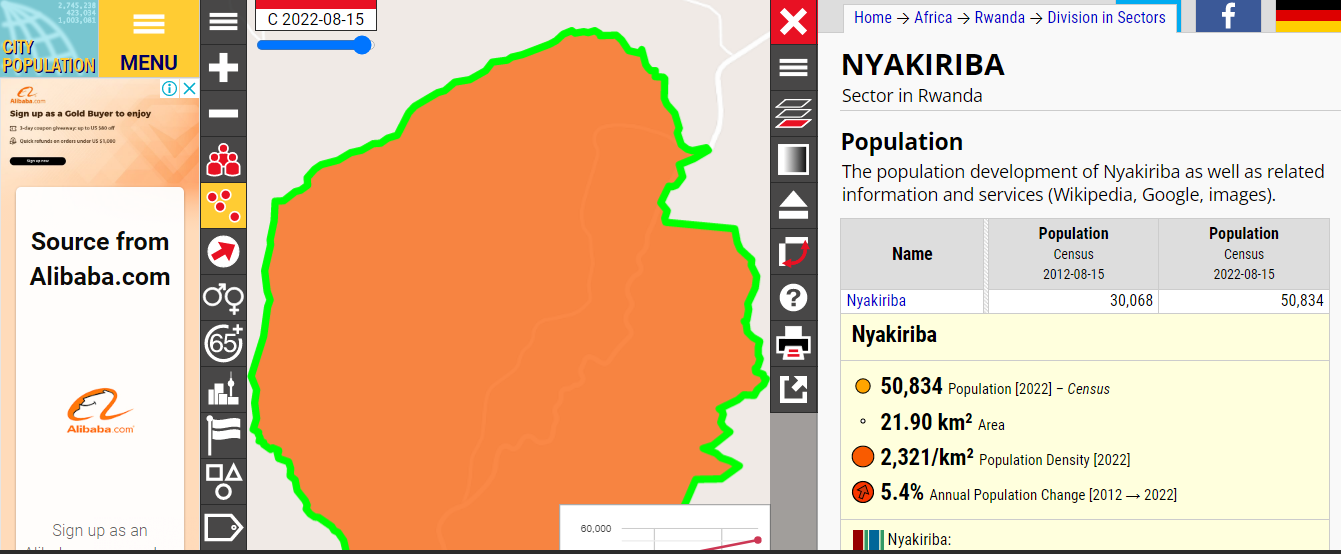 2,745,238
423,034
1,003,081
CITY
POPULATION
MENU
Alibaba.com
Sign up as a Gold Buyer to enjoy
3-day coupon giveaway: up to US $80 off
Quick refunds on orders under US $1,000
Sign up now
Source from
Alibaba.com
Alibaba.com
Sign up as an
C 2022-08-15
65+
?
60,000
f
Home → Africa → Rwanda → Division in Sectors
NYAKIRIBA
Sector in Rwanda
Population
The population development of Nyakiriba as well as related
information and services (Wikipedia, Google, images).
Name Population Census 2012-08-15 Population Census 2022-08-15
Nyakiriba 30,068 50,834
Nyakiriba
50,834 Population [2022] – Census
21.90 km² Area
2,321/km² Population Density [2022]
5.4% Annual Population Change [2012 → 2022]
Nyakiriba: